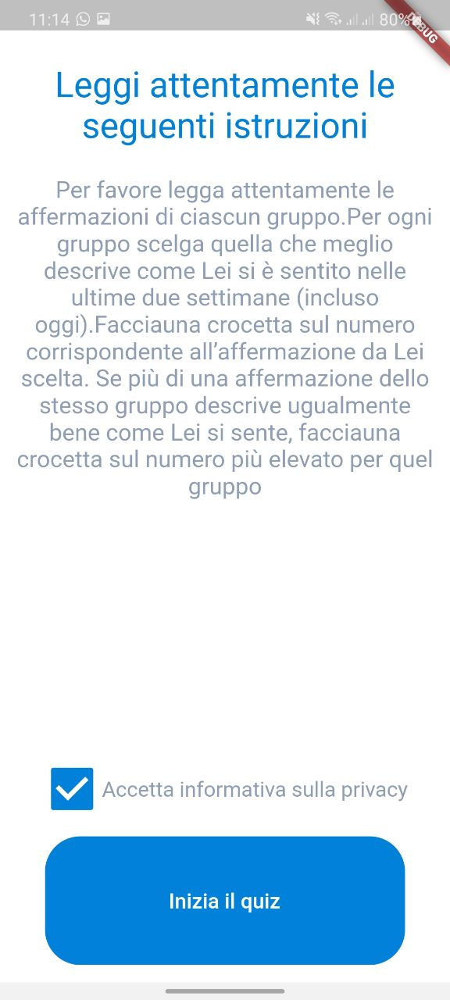 11:14
80%
DEBUG
Leggi attentamente le
seguenti istruzioni
Per favore legga attentamente le
affermazioni di ciascun gruppo.Per ogni
gruppo scelga quella che meglio
descrive come Lei si è sentito nelle
ultime due settimane (incluso
oggi).Facciauna crocetta sul numero
corrispondente all’affermazione da Lei
scelta. Se più di una affermazione dello
stesso gruppo descrive ugualmente
bene come Lei si sente, facciauna
crocetta sul numero più elevato per quel
gruppo
Accetta informativa sulla privacy
Inizia il quiz